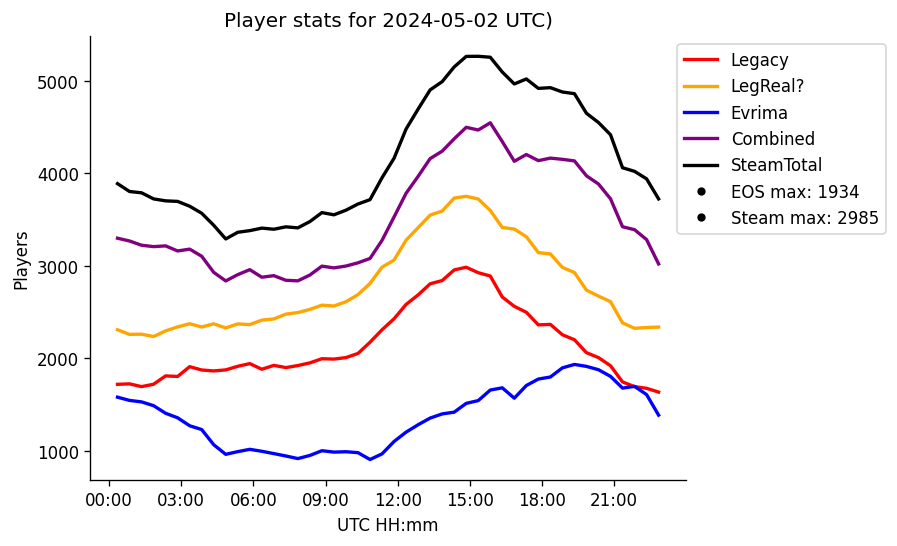 Player stats for 2024-05-02 UTC)
Legacy
LegReal?
Evrima
Combined
SteamTotal
EOS max: 1934
Steam max: 2985
5000
4000
3000
2000
1000
Players
00:00 03:00 06:00 09:00 12:00 15:00 18:00 21:00
UTC HH:mm